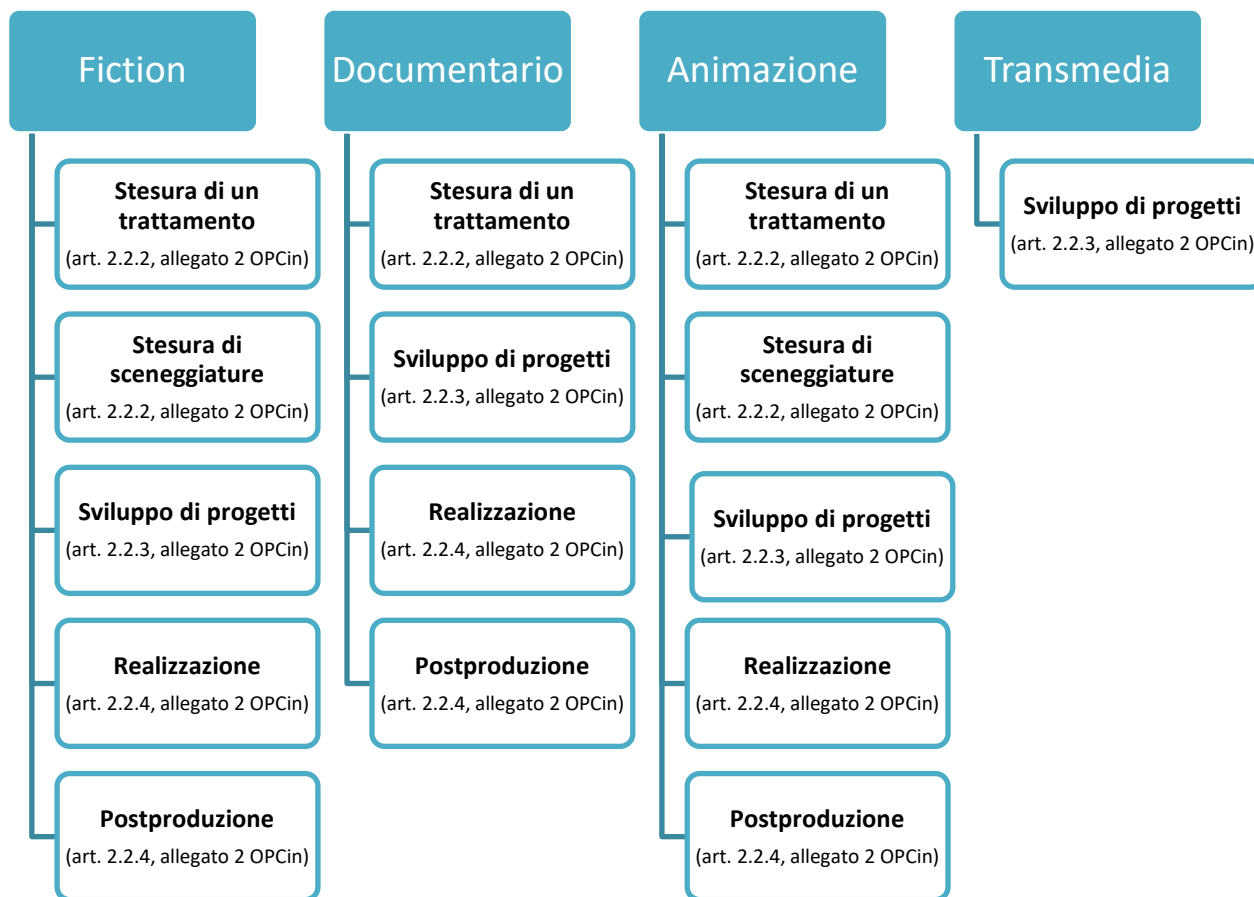 Fiction
Stesura di un
trattamento
(art. 2.2.2, allegato 2 OPCin)
Stesura di
sceneggiature
(art. 2.2.2, allegato 2 OPCin)
Sviluppo di progetti
(art. 2.2.3, allegato 2 OPCin)
Realizzazione
(art. 2.2.4, allegato 2 OPCin)
Postproduzione
(art. 2.2.4, allegato 2 OPCin)
Documentario
Stesura di un
trattamento
(art. 2.2.2, allegato 2 OPCin)
Sviluppo di progetti
(art. 2.2.3, allegato 2 OPCin)
Realizzazione
(art. 2.2.4, allegato 2 OPCin)
Postproduzione
(art. 2.2.4, allegato 2 OPCin)
Animazione
Stesura di un
trattamento
(art. 2.2.2, allegato 2 OPCin)
Stesura di
sceneggiature
(art. 2.2.2, allegato 2 OPCin)
Sviluppo di progetti
(art. 2.2.3, allegato 2 OPCin)
Realizzazione
(art. 2.2.4, allegato 2 OPCin)
Postproduzione
(art. 2.2.4, allegato 2 OPCin)
Transmedia
Sviluppo di progetti
(art. 2.2.3, allegato 2 OPCin)